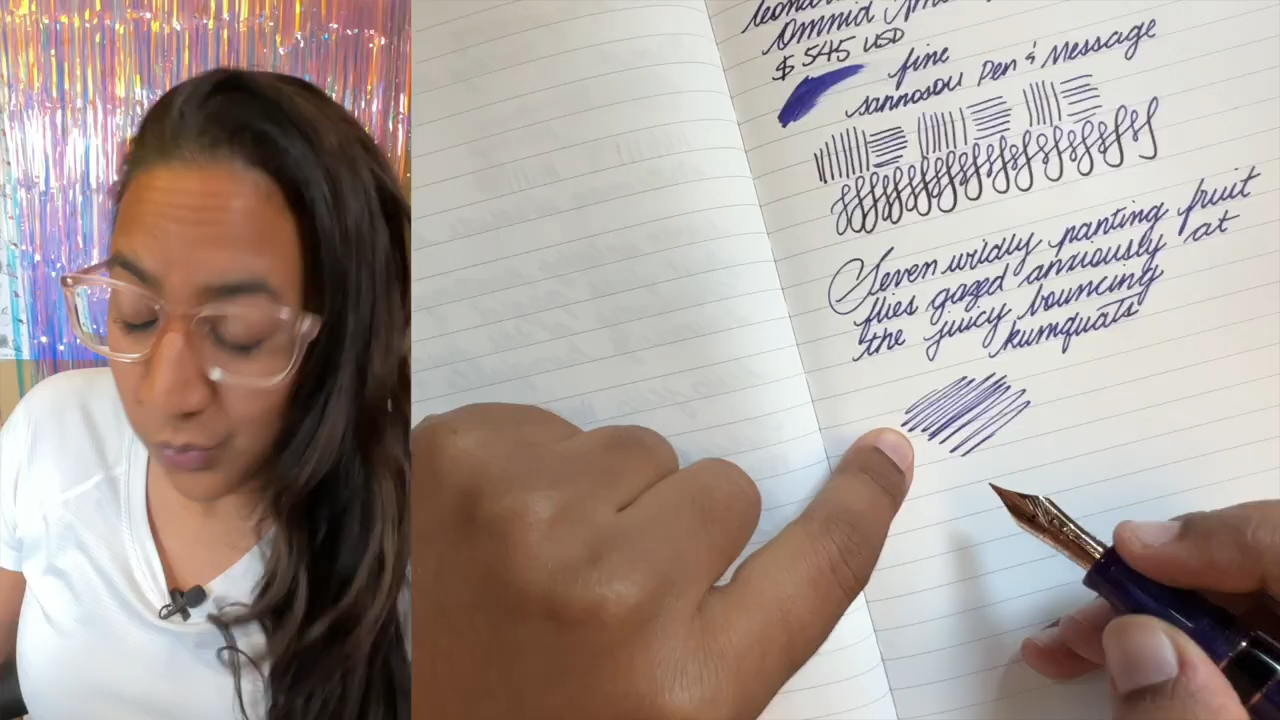 Omnia
$545 USD
fine
sannosou Pen & Message
Seven wildly panting fruit
flies gazed anxiously at
the juicy bouncing
kumquats